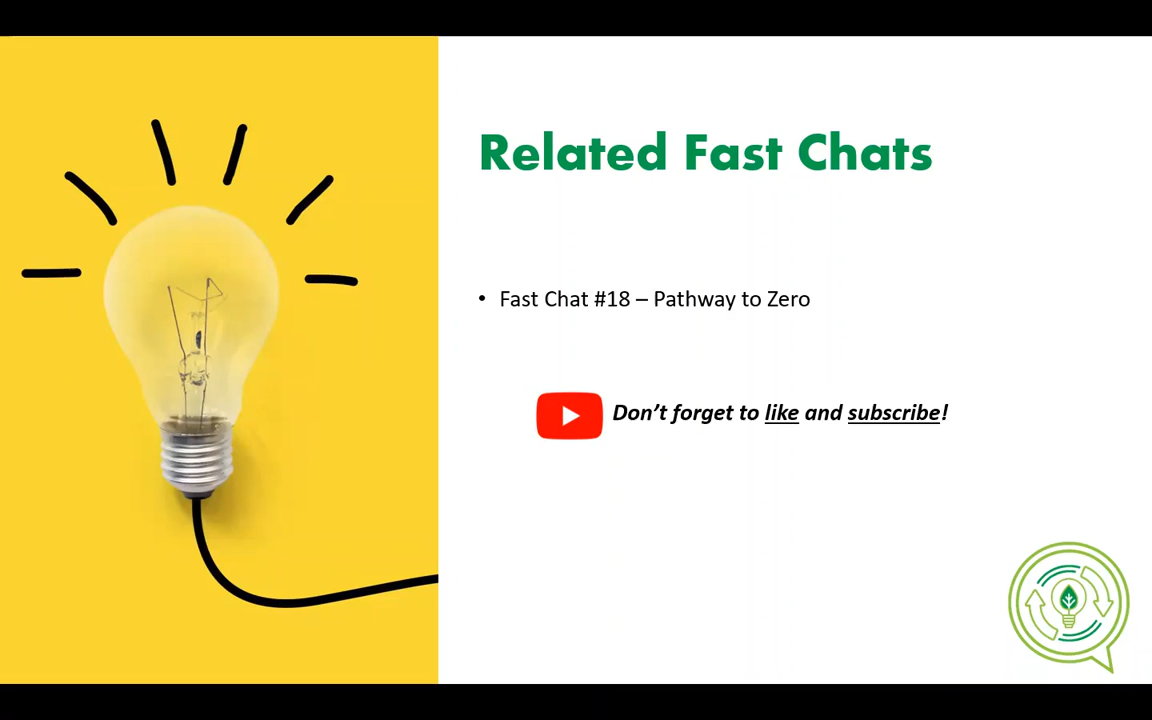 Related Fast Chats
• Fast Chat #18 – Pathway to Zero
Don’t forget to like and subscribe!